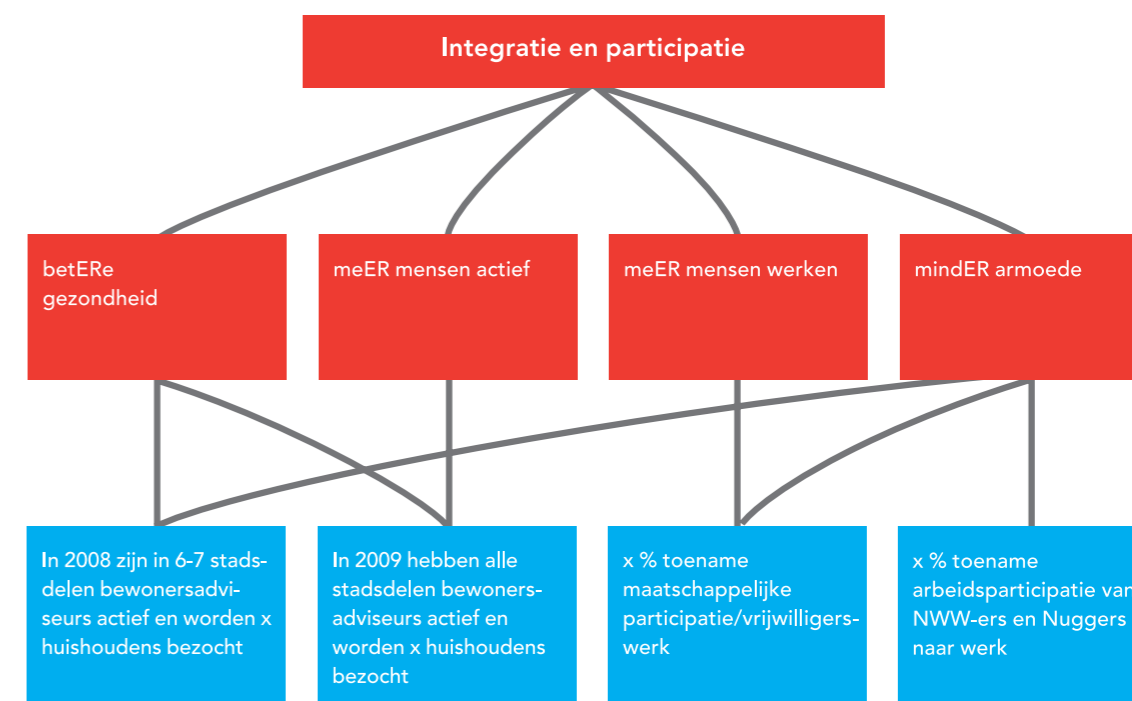 Integratie en participatie
betERe
gezondheid
meER mensen actief
meER mensen werken
mindER armoede
In 2008 zijn in 6-7 stads-
delen bewonersadvi-
seurs actief en worden x
huishoudens bezocht
In 2009 hebben alle
stadsdelen bewoners-
adviseurs actief en
worden x huishoudens
bezocht
x % toename
maatschappelijke
participatie/vrijwilligers-
werk
x % toename
arbeidsparticipatie van
NWW-ers en Nuggers
naar werk